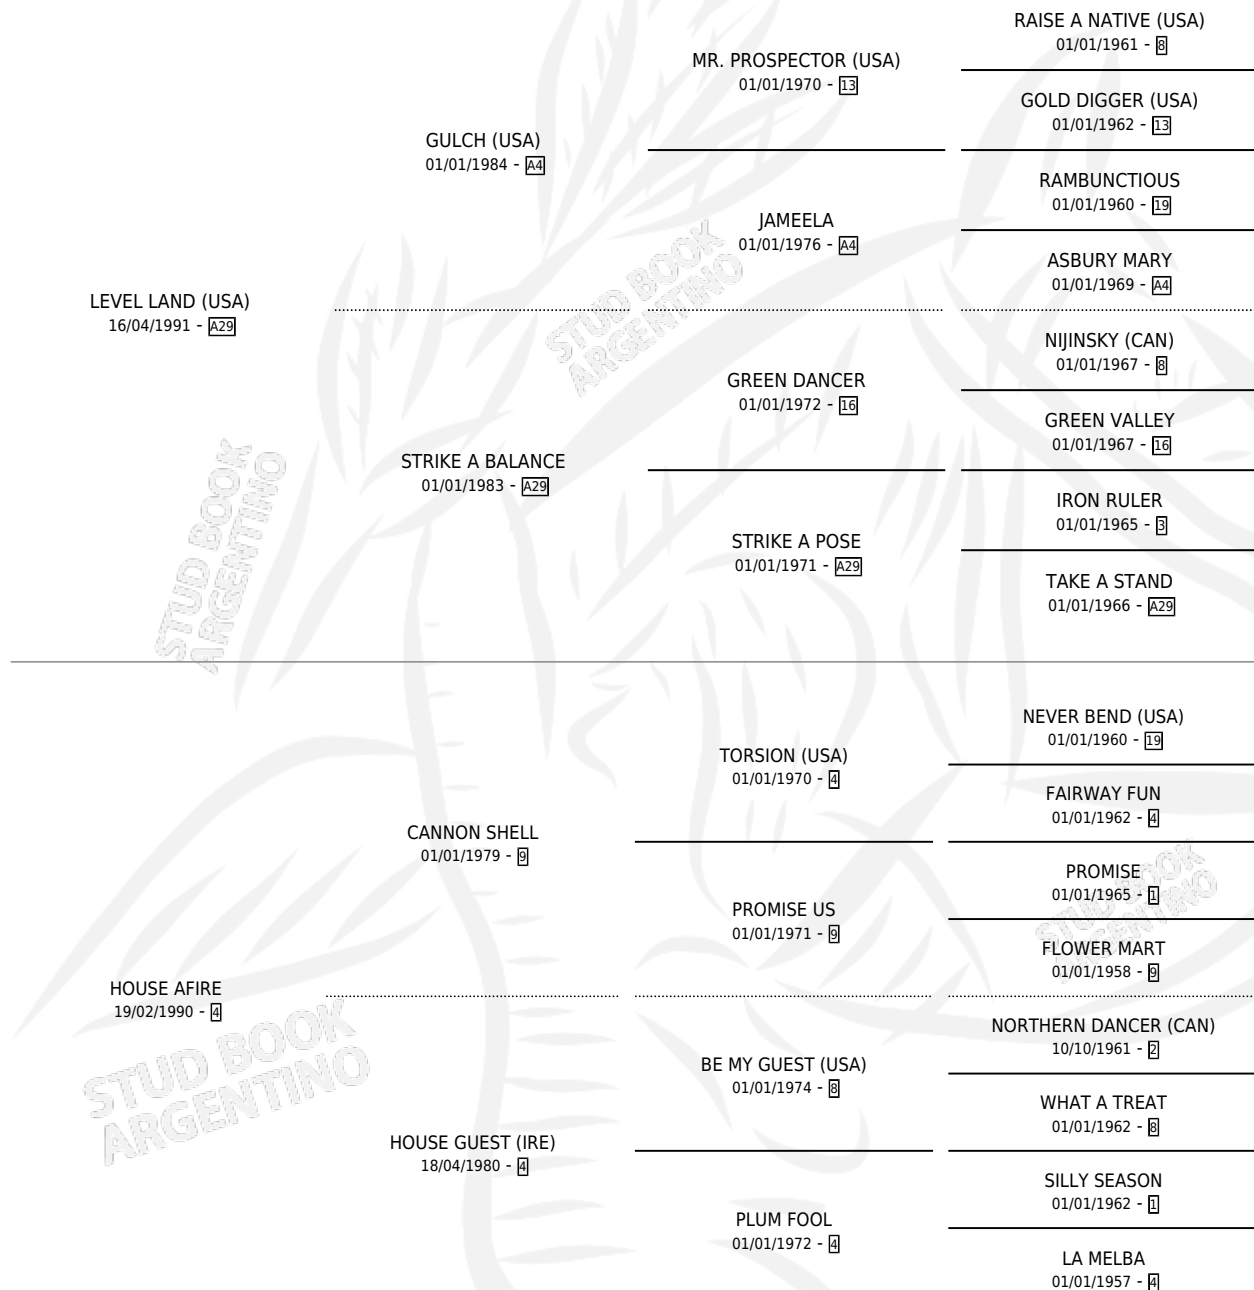 RAISE A NATIVE (USA)
01/01/1961 - 8
MR. PROSPECTOR (USA)
01/01/1970 - 13
GOLD DIGGER (USA)
01/01/1962 - 13
GULCH (USA)
01/01/1984 - A4
RAMBUNCTIOUS
01/01/1960 - 19
JAMEELA
01/01/1976 - A4
ASBURY MARY
01/01/1969 - A4
LEVEL LAND (USA)
16/04/1991 - A29
NIJINSKY (CAN)
01/01/1967 - 8
GREEN DANCER
01/01/1972 - 16
GREEN VALLEY
01/01/1967 - 16
STRIKE A BALANCE
01/01/1983 - A29
IRON RULER
01/01/1965 - 3
STRIKE A POSE
01/01/1971 - A29
TAKE A STAND
01/01/1966 - A29
NEVER BEND (USA)
01/01/1960 - 19
TORSION (USA)
01/01/1970 - 4
FAIRWAY FUN
01/01/1962 - 4
CANNON SHELL
01/01/1979 - 9
PROMISE
01/01/1965 - 1
PROMISE US
01/01/1971 - 9
FLOWER MART
01/01/1958 - 9
HOUSE AFIRE
19/02/1990 - 4
NORTHERN DANCER (CAN)
10/10/1961 - 2
BE MY GUEST (USA)
01/01/1974 - 8
WHAT A TREAT
01/01/1962 - 8
HOUSE GUEST (IRE)
18/04/1980 - 4
SILLY SEASON
01/01/1962 - 1
PLUM FOOL
01/01/1972 - 4
LA MELBA
01/01/1957 - 4
STUD BOOK
ARGENTINO
STUD BOOK
ARGENTINO
STUD BOOK
ARGENTINO
STUD BOOK
ARGENTINO